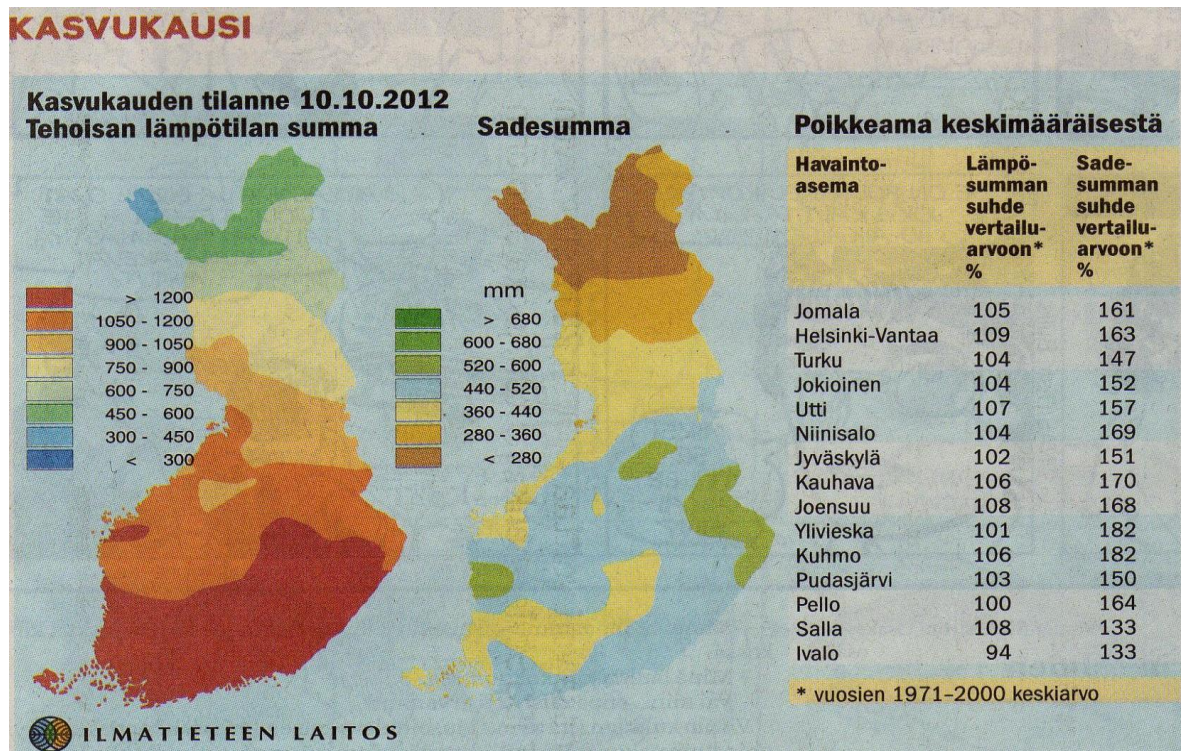 KASVUKAUSI
Kasvukauden tilanne 10.10.2012
Tehoisan lämpötilan summa
> 1200
1050 - 1200
900 - 1050
750 - 900
600 - 750
450 - 600
300 - 450
< 300
Sadesumma
mm
> 680
600 - 680
520 - 600
440 - 520
360 - 440
280 - 360
< 280
Poikkeama keskimääräisestä
Havainto-
asema
Lämpö-
summan
suhde
vertailu-
arvoon*
%
Sade-
summan
suhde
vertailu-
arvoon*
%
Jomala 105 161
Helsinki-Vantaa 109 163
Turku 104 147
Jokioinen 104 152
Utti 107 157
Niinisalo 104 169
Jyväskylä 102 151
Kauhava 106 170
Joensuu 108 168
Ylivieska 101 182
Kuhmo 106 182
Pudasjärvi 103 150
Pello 100 164
Salla 108 133
Ivalo 94 133
* vuosien 1971–2000 keskiarvo
ILMATIETEEN LAITOS